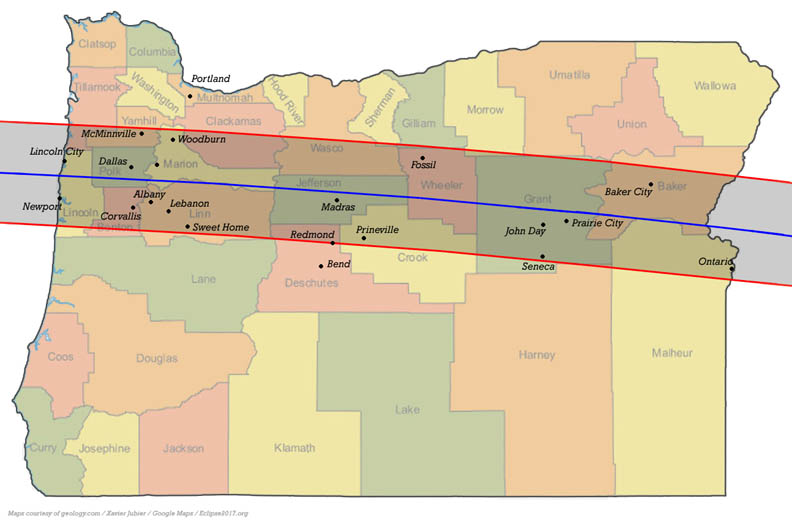 Clatsop
Columbia
Tillamook
Washington
Portland
Multnomah
Hood River
Sherman
Gilliam
Morrow
Umatilla
Wallowa
Union
Yamhill
Clackamas
McMinnville
Woodburn
Wasco
Lincoln City
Dallas
Polk
Marion
Fossil
Wheeler
Jefferson
Grant
Baker City
Baker
Newport
Lincoln
Albany
Lebanon
Corvallis
Benton
Linn
Sweet Home
Madras
Redmond
Prineville
Crook
John Day
Prairie City
Seneca
Ontario
Bend
Deschutes
Lane
Coos
Douglas
Harney
Malheur
Lake
Klamath
Curry
Josephine
Jackson
Maps courtesy of geology.com / Xavier Jubier / Google Maps / Eclipse2017.org